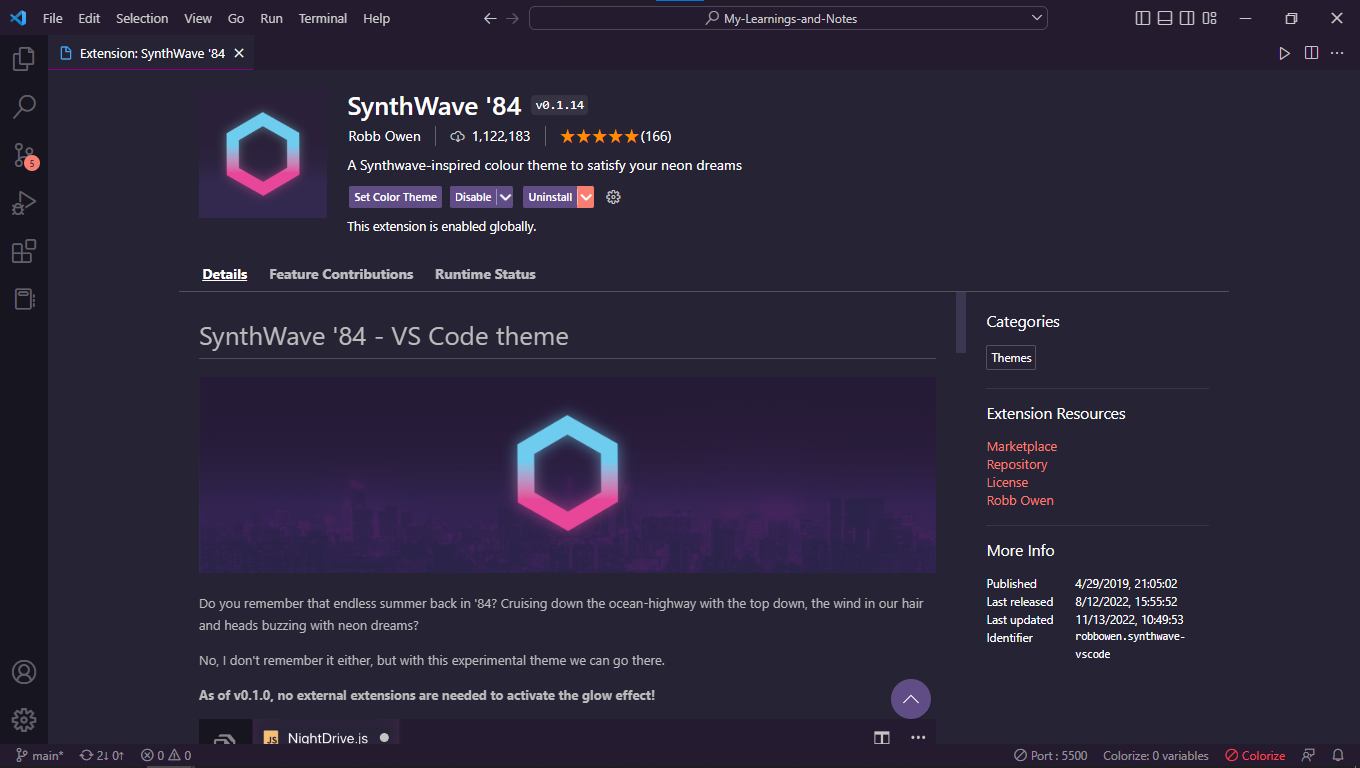 File Edit Selection View Go Run Terminal Help My-Learnings-and-Notes
Extension: SynthWave '84
SynthWave '84 v0.1.14
Robb Owen 1,122,183 (166)
A Synthwave-inspired colour theme to satisfy your neon dreams
Set Color Theme Disable Uninstall
This extension is enabled globally.
5
Details Feature Contributions Runtime Status
SynthWave '84 - VS Code theme
Do you remember that endless summer back in '84? Cruising down the ocean-highway with the top down, the wind in our hair
and heads buzzing with neon dreams?
No, I don't remember it either, but with this experimental theme we can go there.
As of v0.1.0, no external extensions are needed to activate the glow effect!
JS NightDrive.js
Categories
Themes
Extension Resources
Marketplace
Repository
License
Robb Owen
More Info
Published 4/29/2019, 21:05:02
Last released 8/12/2022, 15:55:52
Last updated 11/13/2022, 10:49:53
Identifier robbowen.synthwave-
vscode
main* 2↓ 0↑ 0 0 Port : 5500 Colorize: 0 variables Colorize